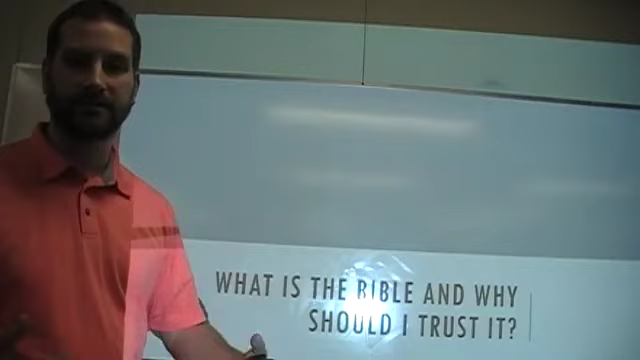 WHAT IS THE BIBLE AND WHY
SHOULD I TRUST IT?